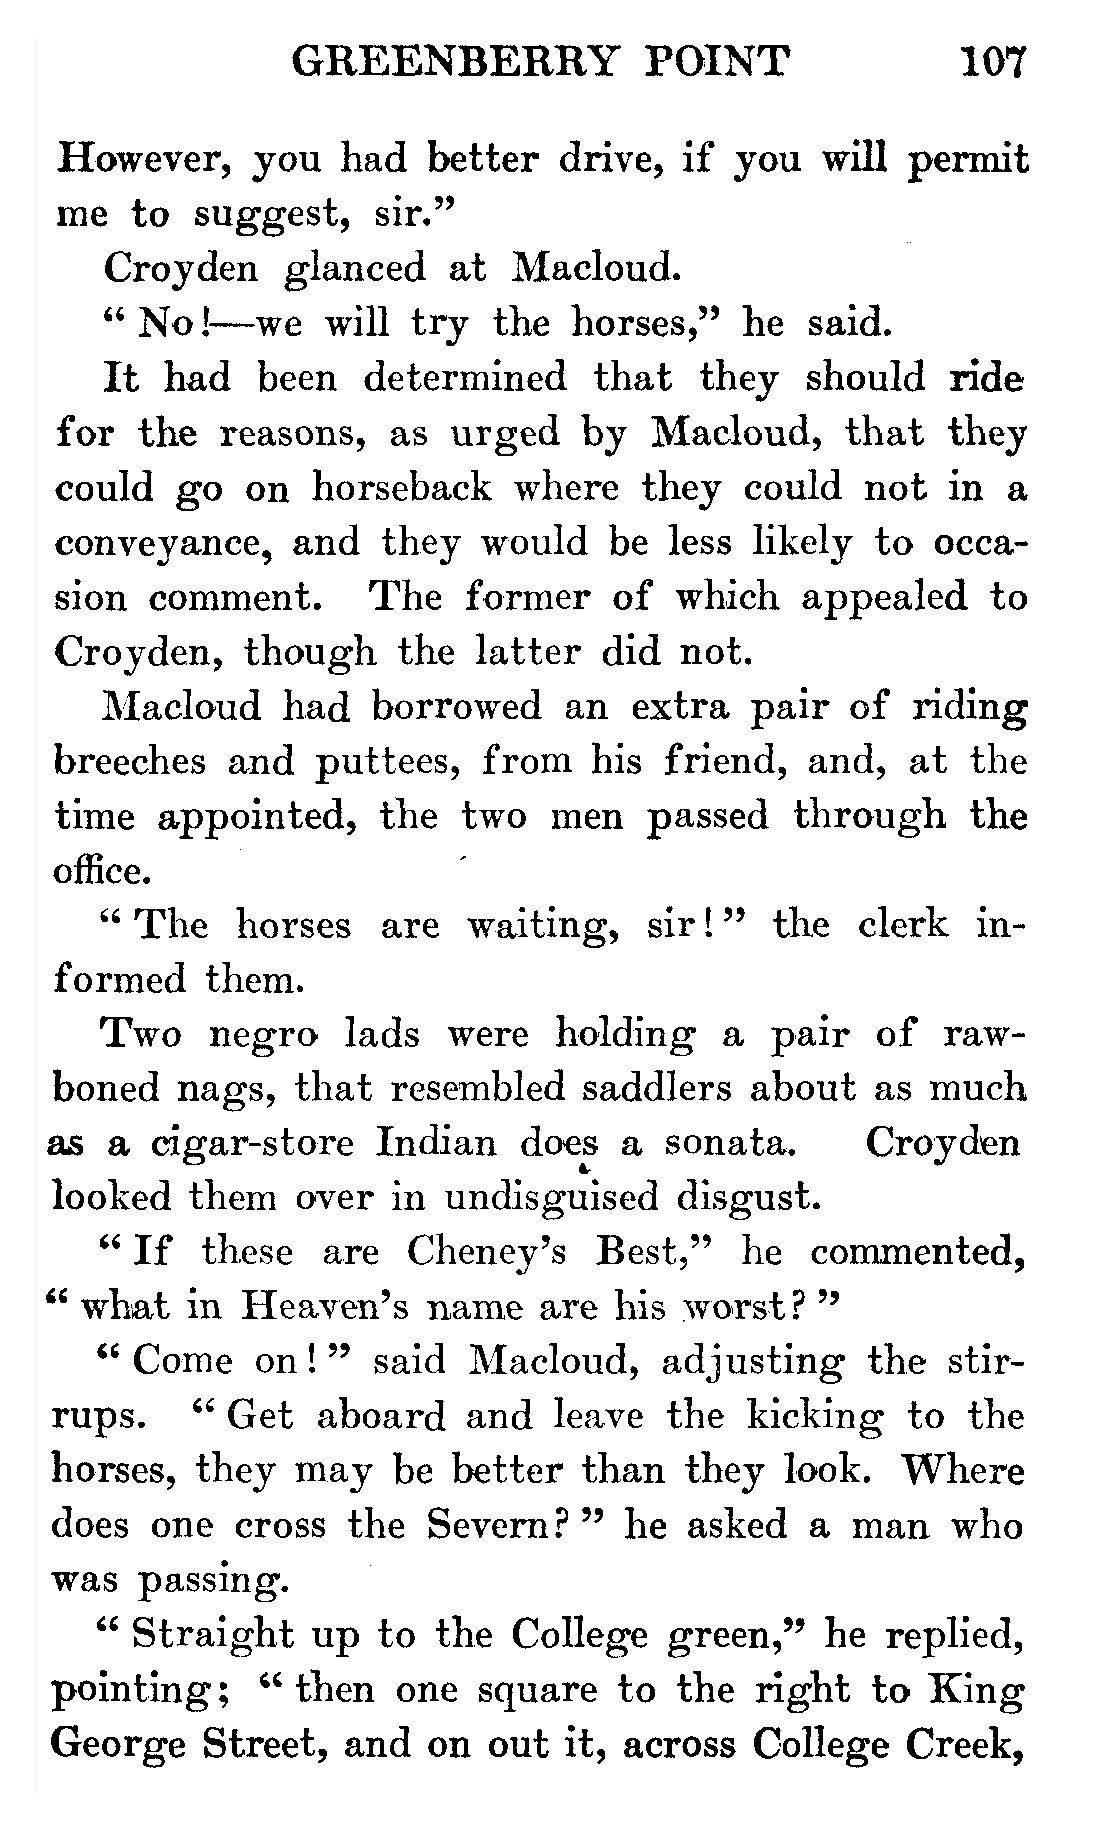 GREENBERRY POINT 107
However, you had better drive, if you will permit
me to suggest, sir.”
Croyden glanced at Macloud.
“ No!—we will try the horses,” he said.
It had been determined that they should ride
for the reasons, as urged by Macloud, that they
could go on horseback where they could not in a
conveyance, and they would be less likely to occa-
sion comment. The former of which appealed to
Croyden, though the latter did not.
Macloud had borrowed an extra pair of riding
breeches and puttees, from his friend, and, at the
time appointed, the two men passed through the
office.
“ The horses are waiting, sir! ” the clerk in-
formed them.
Two negro lads were holding a pair of raw-
boned nags, that resembled saddlers about as much
as a cigar-store Indian does a sonata. Croyden
looked them over in undisguised disgust.
“ If these are Cheney’s Best,” he commented,
“ what in Heaven’s name are his worst? ”
“ Come on! ” said Macloud, adjusting the stir-
rups. “ Get aboard and leave the kicking to the
horses, they may be better than they look. Where
does one cross the Severn? ” he asked a man who
was passing.
“ Straight up to the College green,” he replied,
pointing; “ then one square to the right to King
George Street, and on out it, across College Creek,